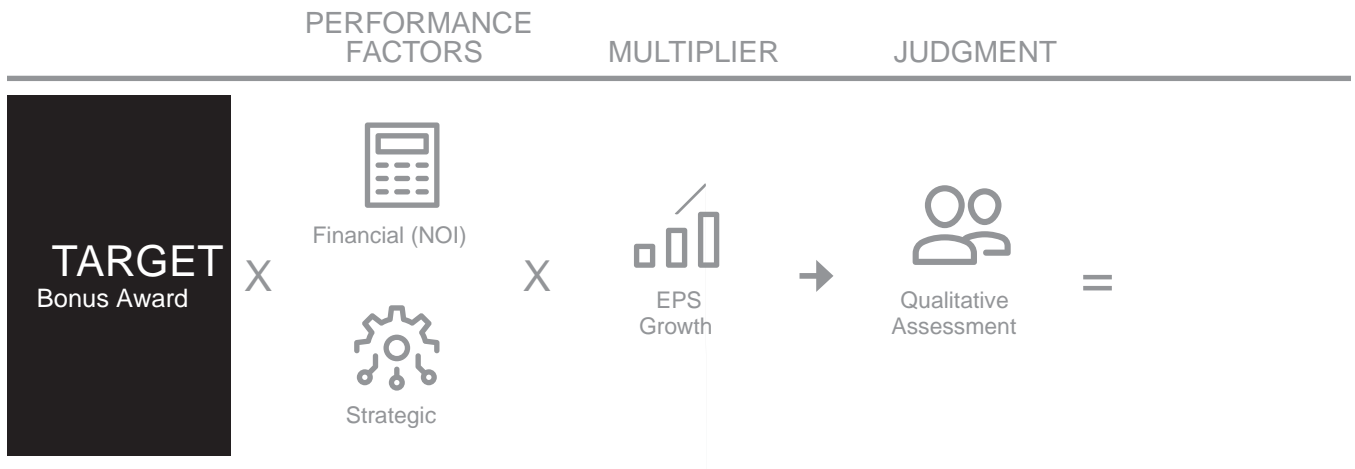 PERFORMANCE
FACTORS
MULTIPLIER
JUDGMENT
TARGET
Bonus Award
X
Financial (NOI)
Strategic
X
EPS
Growth
Qualitative
Assessment
=